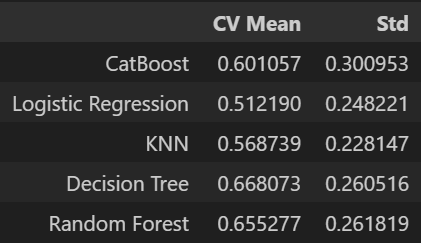 CV Mean Std
CatBoost 0.601057 0.300953
Logistic Regression 0.512190 0.248221
KNN 0.568739 0.228147
Decision Tree 0.668073 0.260516
Random Forest 0.655277 0.261819